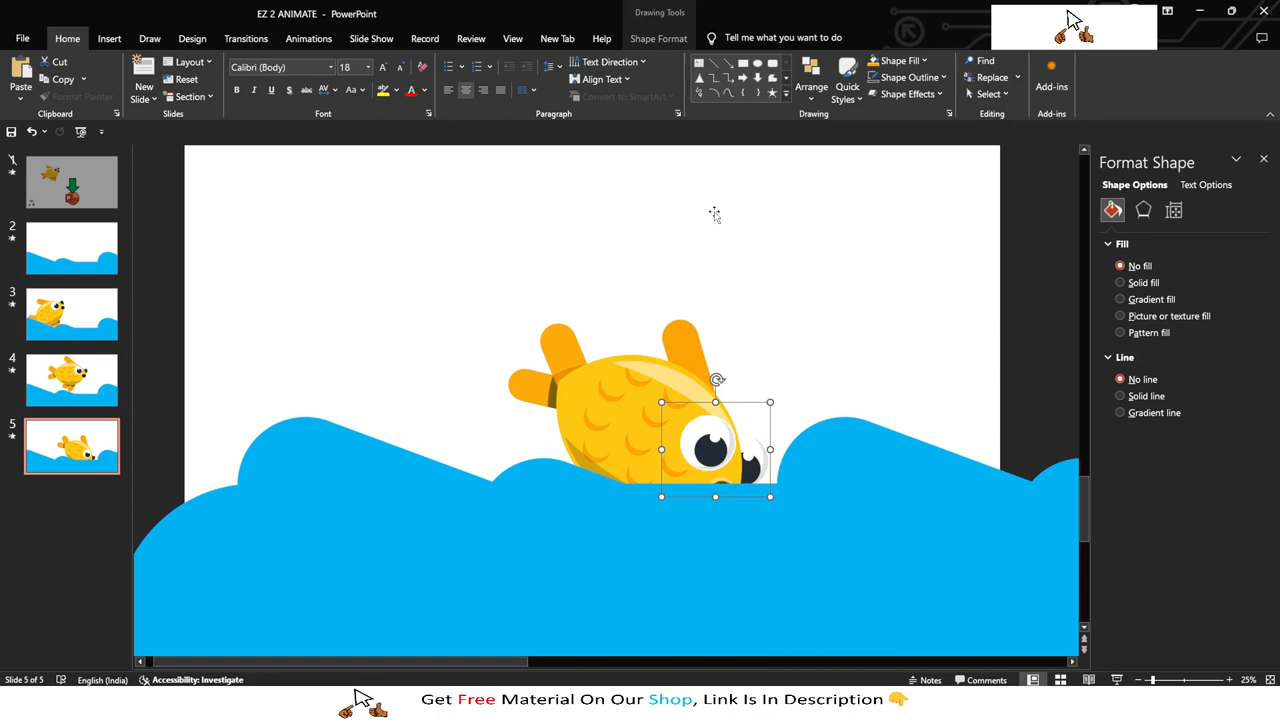 EZ 2 ANIMATE - PowerPoint
Drawing Tools
File
Home
Insert
Draw
Design
Transitions
Animations
Slide Show
Record
Review
View
New Tab
Help
Shape Format
Tell me what you want to do
Paste
Cut
Copy
Format Painter
Clipboard
New
Slide
Layout
Reset
Section
Slides
Calibri (Body)
18
Font
Text Direction
Align Text
Convert to SmartArt
Paragraph
Arrange
Quick
Styles
Shape Fill
Shape Outline
Shape Effects
Drawing
Find
Replace
Select
Editing
Add-ins
Add-ins
1
2
3
4
5
Format Shape
Shape Options
Text Options
Fill
No fill
Solid fill
Gradient fill
Picture or texture fill
Pattern fill
Line
No line
Solid line
Gradient line
Slide 5 of 5
English (India)
Accessibility: Investigate
Notes
Comments
25%
Get Free Material On Our Shop, Link Is In Description